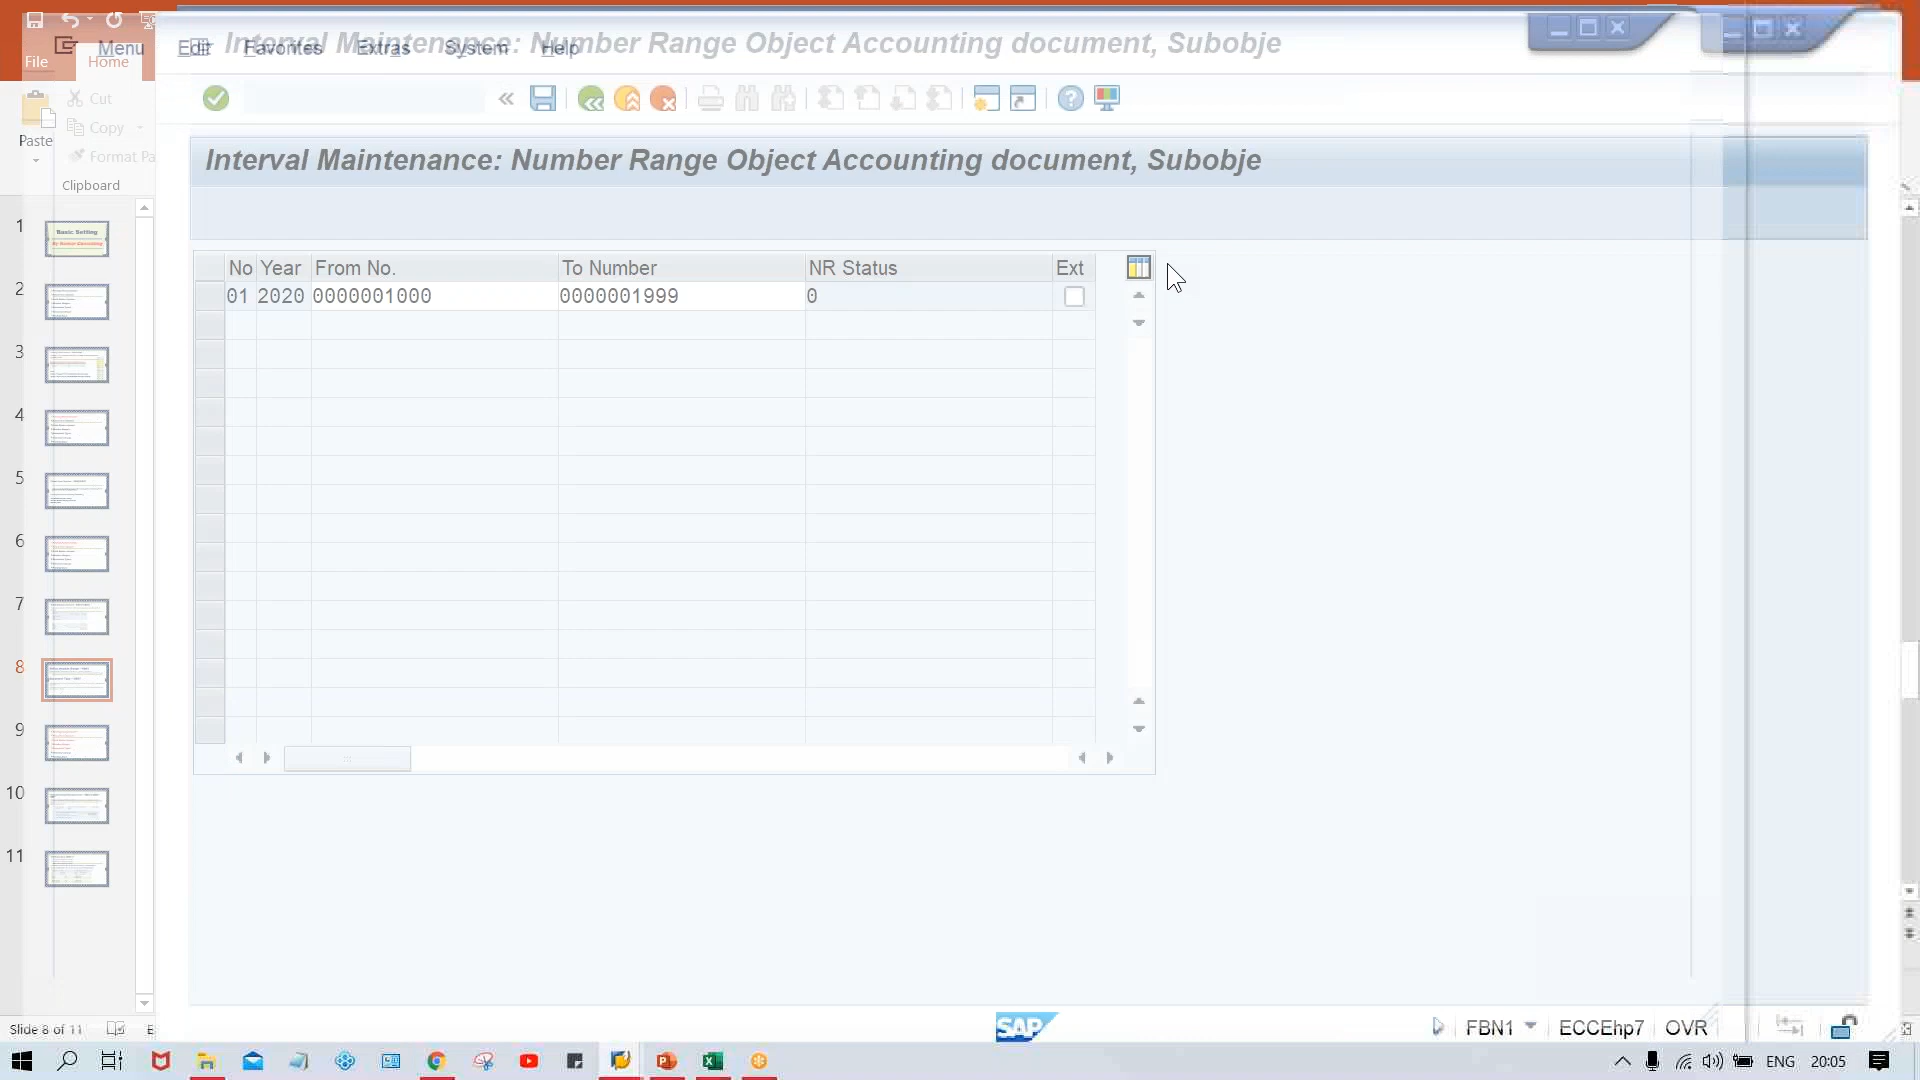 Menu Edit Favorites Extras System Help
Interval Maintenance: Number Range Object Accounting document, Subobje
File Home
Cut
Copy
Paste
Format Pa
Clipboard
Interval Maintenance: Number Range Object Accounting document, Subobje
No Year From No. To Number NR Status Ext
01 2020 0000001000 0000001999 0
1
Basic Setting
2
3
4
5
6
7
8
9
10
11
Slide 8 of 11
SAP
FBN1 ECCEhp7 OVR
ENG 20:05